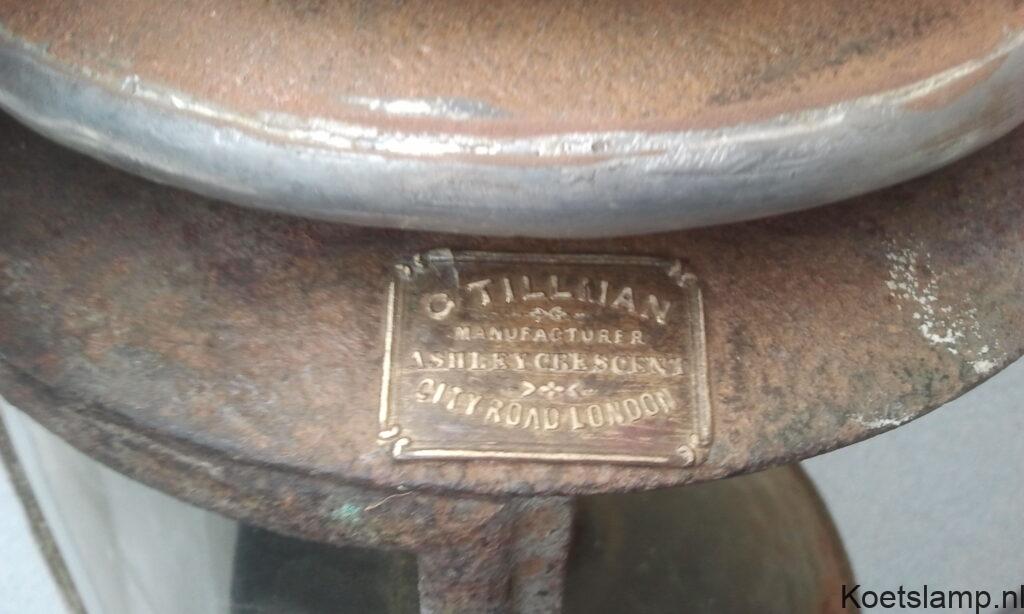 G TILLMAN
MANUFACTURER
ASHLEY CRESCENT
CITY ROAD LONDON
Koetslamp.nl